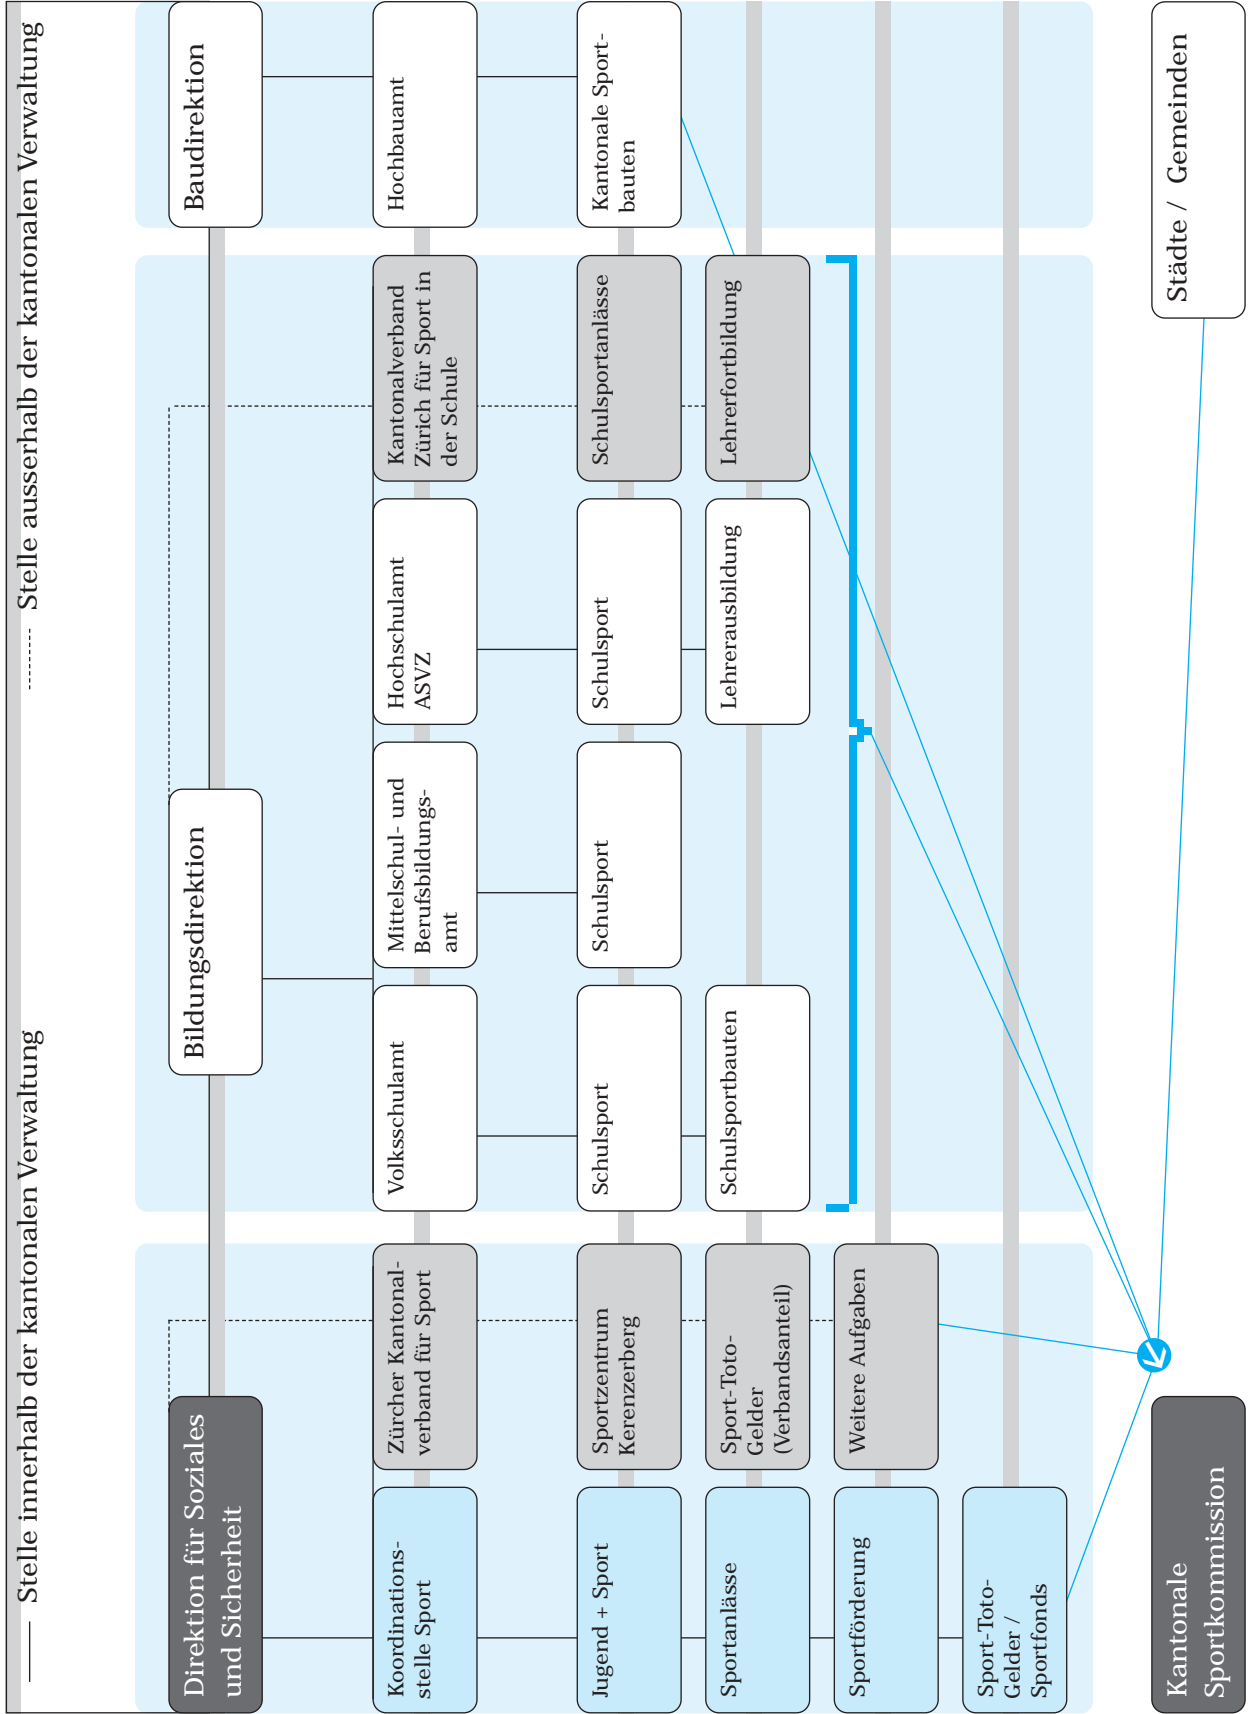 Stelle innerhalb der kantonalen Verwaltung
Stelle ausserhalb der kantonalen Verwaltung
Direktion für Soziales
und Sicherheit
Bildungsdirektion
Baudirektion
Koordinations-
stelle Sport
Zürcher Kantonal-
verband für Sport
Volksschulamt
Mittelschul- und
Berufsbildungs-
amt
Hochschulamt
ASVZ
Kantonalverband
Zürich für Sport in
der Schule
Hochbauamt
Jugend + Sport
Sportzentrum
Kerenzerberg
Schulsport
Schulsport
Schulsport
Schulsportanlässe
Kantonale Sport-
bauten
Sportanlässe
Sport-Toto-
Gelder
(Verbandsanteil)
Schulsportbauten
Lehrerausbildung
Lehrerfortbildung
Sportförderung
Weitere Aufgaben
Sport-Toto-
Gelder /
Sportfonds
Kantonale
Sportkommission
Städte / Gemeinden